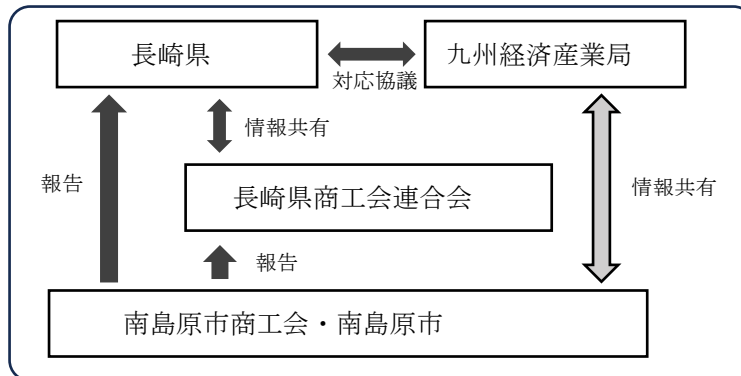 長崎県
九州経済産業局
対応協議
情報共有
報告
長崎県商工会連合会
情報共有
報告
南島原市商工会・南島原市